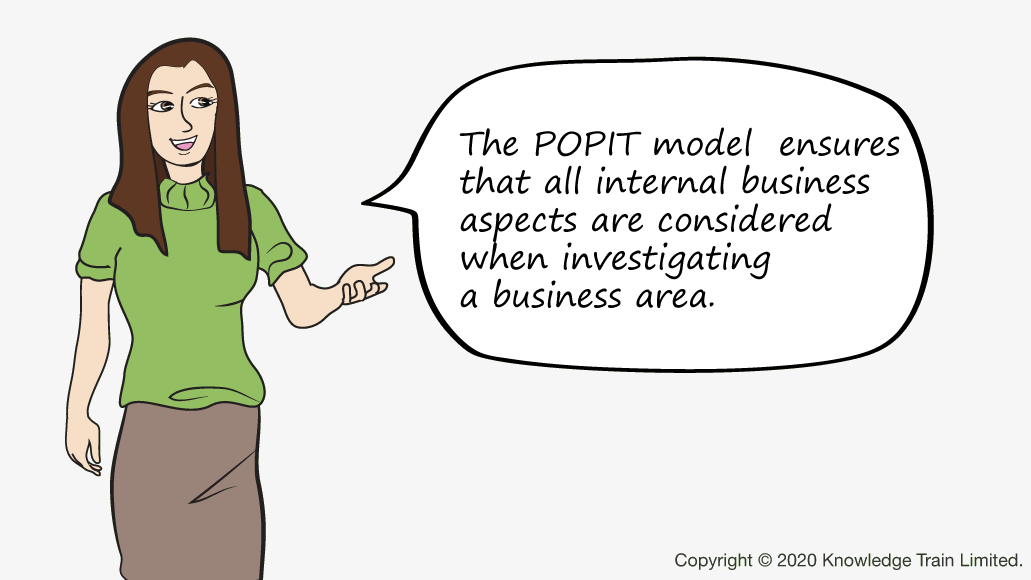 The POPIT model ensures
that all internal business
aspects are considered
when investigating
a business area.
Copyright © 2020 Knowledge Train Limited.